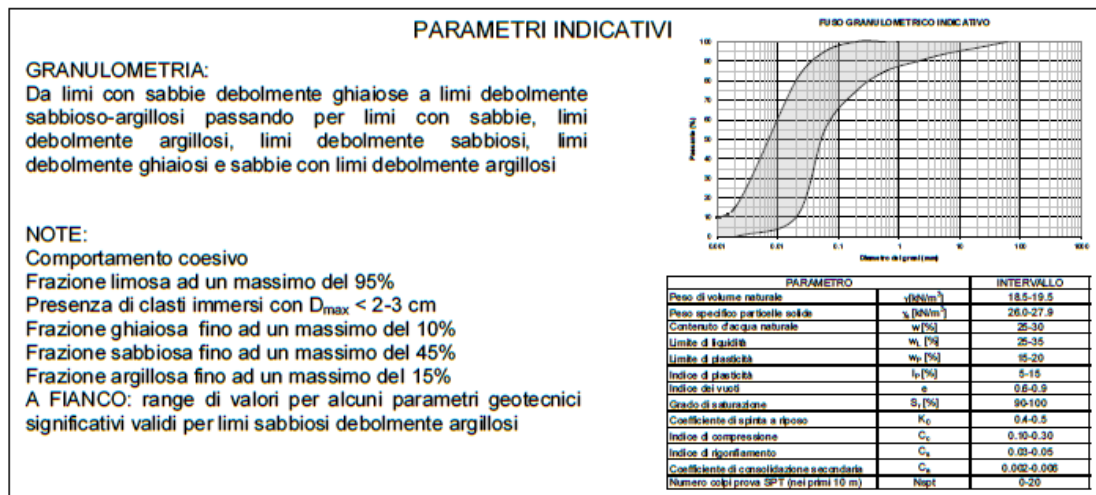 PARAMETRI INDICATIVI
GRANULOMETRIA:
Da limi con sabbie debolmente ghiaiose a limi debolmente
sabbioso-argillosi passando per limi con sabbie, limi
debolmente argillosi, limi debolmente sabbiosi, limi
debolmente ghiaiosi e sabbie con limi debolmente argillosi
NOTE:
Comportamento coesivo
Frazione limosa ad un massimo del 95%
Presenza di clasti immersi con Dmax < 2-3 cm
Frazione ghiaiosa fino ad un massimo del 10%
Frazione sabbiosa fino ad un massimo del 45%
Frazione argillosa fino ad un massimo del 15%
A FIANCO: range di valori per alcuni parametri geotecnici
significativi validi per limi sabbiosi debolmente argillosi
FUSO GRANULOMETRICO INDICATIVO
Passante (%)
100
90
80
70
60
50
40
30
20
10
0
0.001 0.01 0.1 1 10 100 1000
Diametro dei grani (mm)
PARAMETRO INTERVALLO
Peso di volume naturale γ[kN/m³] 18.5-19.5
Peso specifico particelle solide γs [kN/m³] 26.0-27.9
Contenuto d'acqua naturale w [%] 25-30
Limite di liquidità wL [%] 25-35
Limite di plasticità wP [%] 15-20
Indice di plasticità IP [%] 5-15
Indice dei vuoti e 0.6-0.9
Grado di saturazione Sr [%] 90-100
Coefficiente di spinta a riposo K0 0.4-0.5
Indice di compressione Cc 0.10-0.30
Indice di rigonfiamento Cs 0.03-0.05
Coefficiente di consolidazione secondaria Cα 0.002-0.006
Numero colpi prova SPT (nei primi 10 m) Nspt 0-20